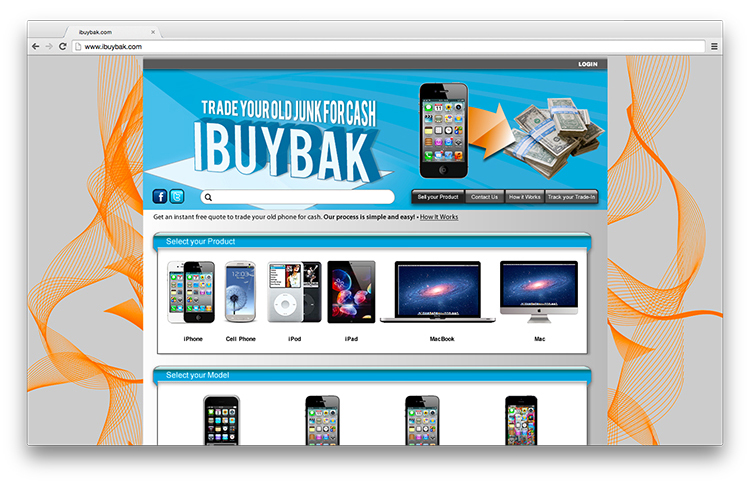 ibuybak.com
www.ibuybak.com
LOGIN
TRADE YOUR OLD JUNK FOR CASH
IBUYBAK
Sell your Product
Contact Us
How it Works
Track your Trade-In
Get an instant free quote to trade your old phone for cash. Our process is simple and easy! • How It Works
Select your Product
iPhone
Cell Phone
iPod
iPad
MacBook
Mac
Select your Model